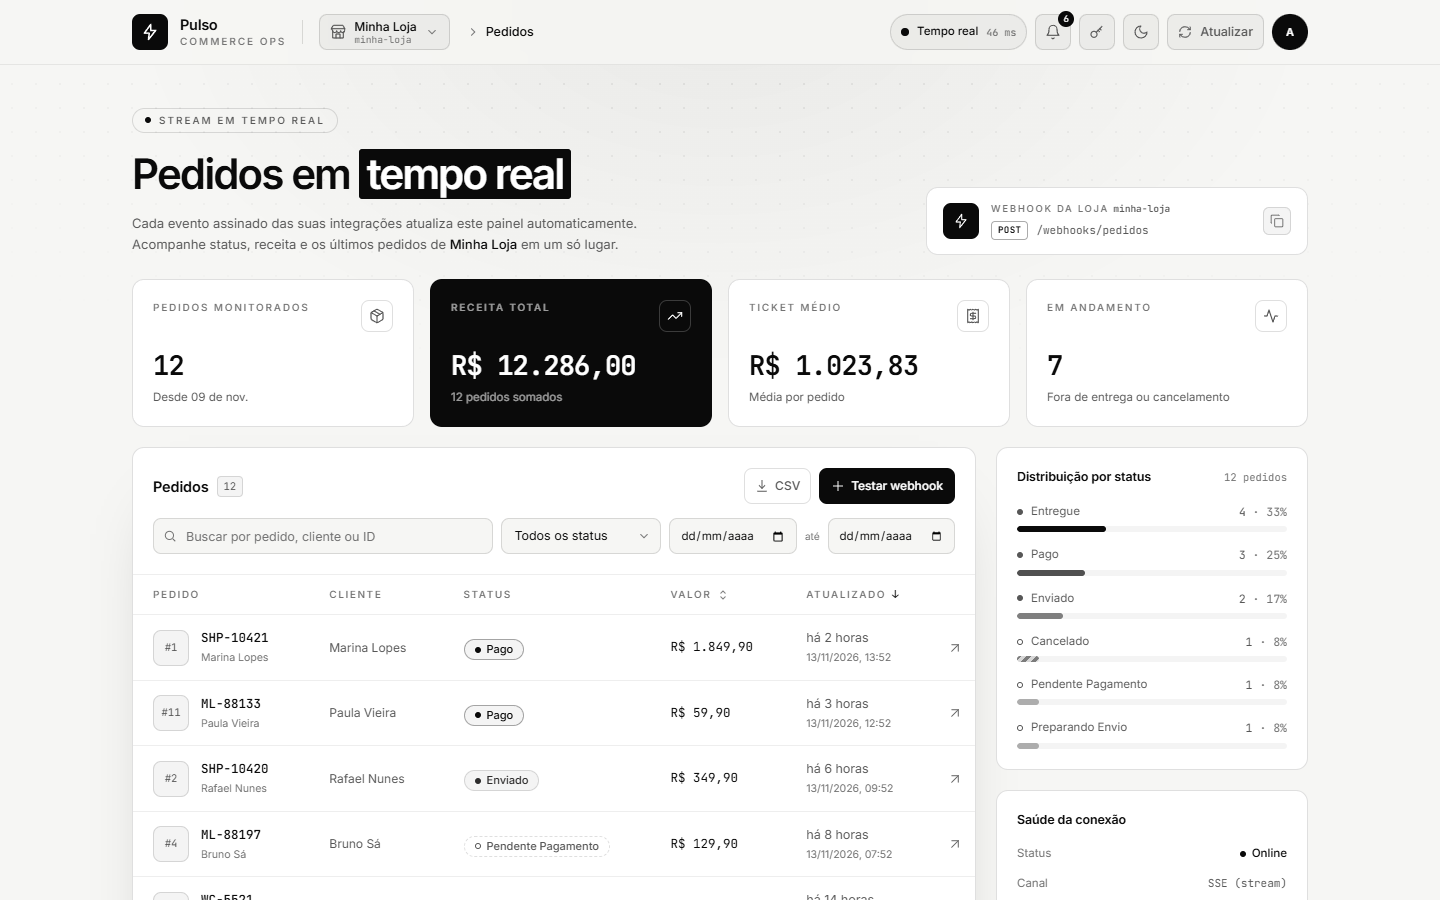 Pulso
COMMERCE OPS
Minha Loja
minha-loja
Pedidos
Tempo real 46 ms
6
Atualizar
A
STREAM EM TEMPO REAL
Pedidos em tempo real
Cada evento assinado das suas integrações atualiza este painel automaticamente.
Acompanhe status, receita e os últimos pedidos de Minha Loja em um só lugar.
WEBHOOK DA LOJA minha-loja
POST /webhooks/pedidos
PEDIDOS MONITORADOS
12
Desde 09 de nov.
RECEITA TOTAL
R$ 12.286,00
12 pedidos somados
TICKET MÉDIO
R$ 1.023,83
Média por pedido
EM ANDAMENTO
7
Fora de entrega ou cancelamento
Pedidos 12
CSV
Testar webhook
Buscar por pedido, cliente ou ID
Todos os status
dd/mm/aaaa
até
dd/mm/aaaa
PEDIDO CLIENTE STATUS VALOR ATUALIZADO
#1 SHP-10421 Marina Lopes Pago R$ 1.849,90 há 2 horas
Marina Lopes 13/11/2026, 13:52
#11 ML-88133 Paula Vieira Pago R$ 59,90 há 3 horas
Paula Vieira 13/11/2026, 12:52
#2 SHP-10420 Rafael Nunes Enviado R$ 349,90 há 6 horas
Rafael Nunes 13/11/2026, 09:52
#4 ML-88197 Bruno Sá Pendente Pagamento R$ 129,90 há 8 horas
Bruno Sá 13/11/2026, 07:52
WC-5521 há 14 horas
Distribuição por status 12 pedidos
Entregue 4 · 33%
Pago 3 · 25%
Enviado 2 · 17%
Cancelado 1 · 8%
Pendente Pagamento 1 · 8%
Preparando Envio 1 · 8%
Saúde da conexão
Status Online
Canal SSE (stream)